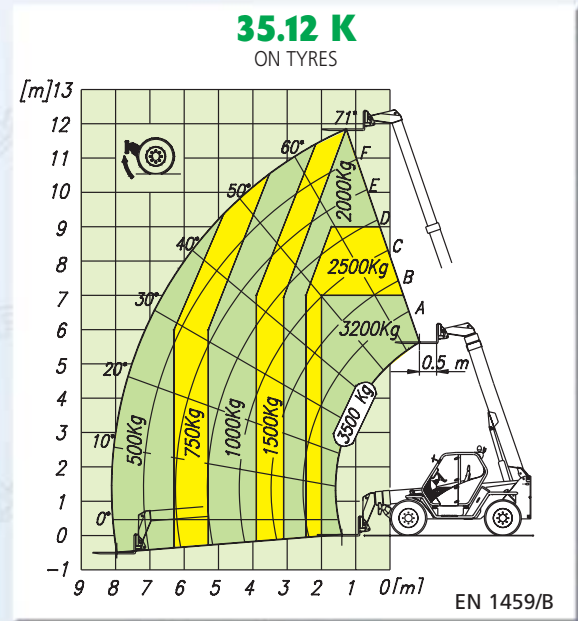 35.12 K
ON TYRES
[m]13
12
11
10
9
8
7
6
5
4
3
2
1
0
-1
71°
60°
50°
40°
30°
20°
10°
0°
F
E
D
C
B
A
2000Kg
2500Kg
3200Kg
3500 Kg
0.5 m
500Kg
750Kg
1000Kg
1500Kg
9 8 7 6 5 4 3 2 1 0[m]
EN 1459/B